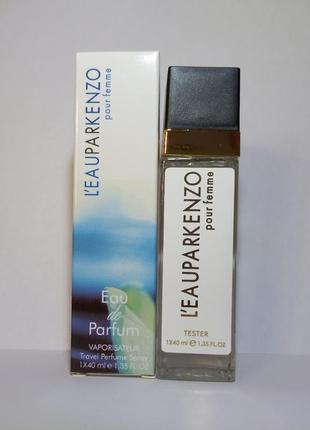 L'EAUPARKENZO
pour femme
Eau
de
Parfum
VAPORISATEUR
Travel Perfume Spray
1X40 ml e 1,35 FL.OZ
L'EAUPARKENZO
pour femme
TESTER
1X40 ml e 1,35 FL.OZ